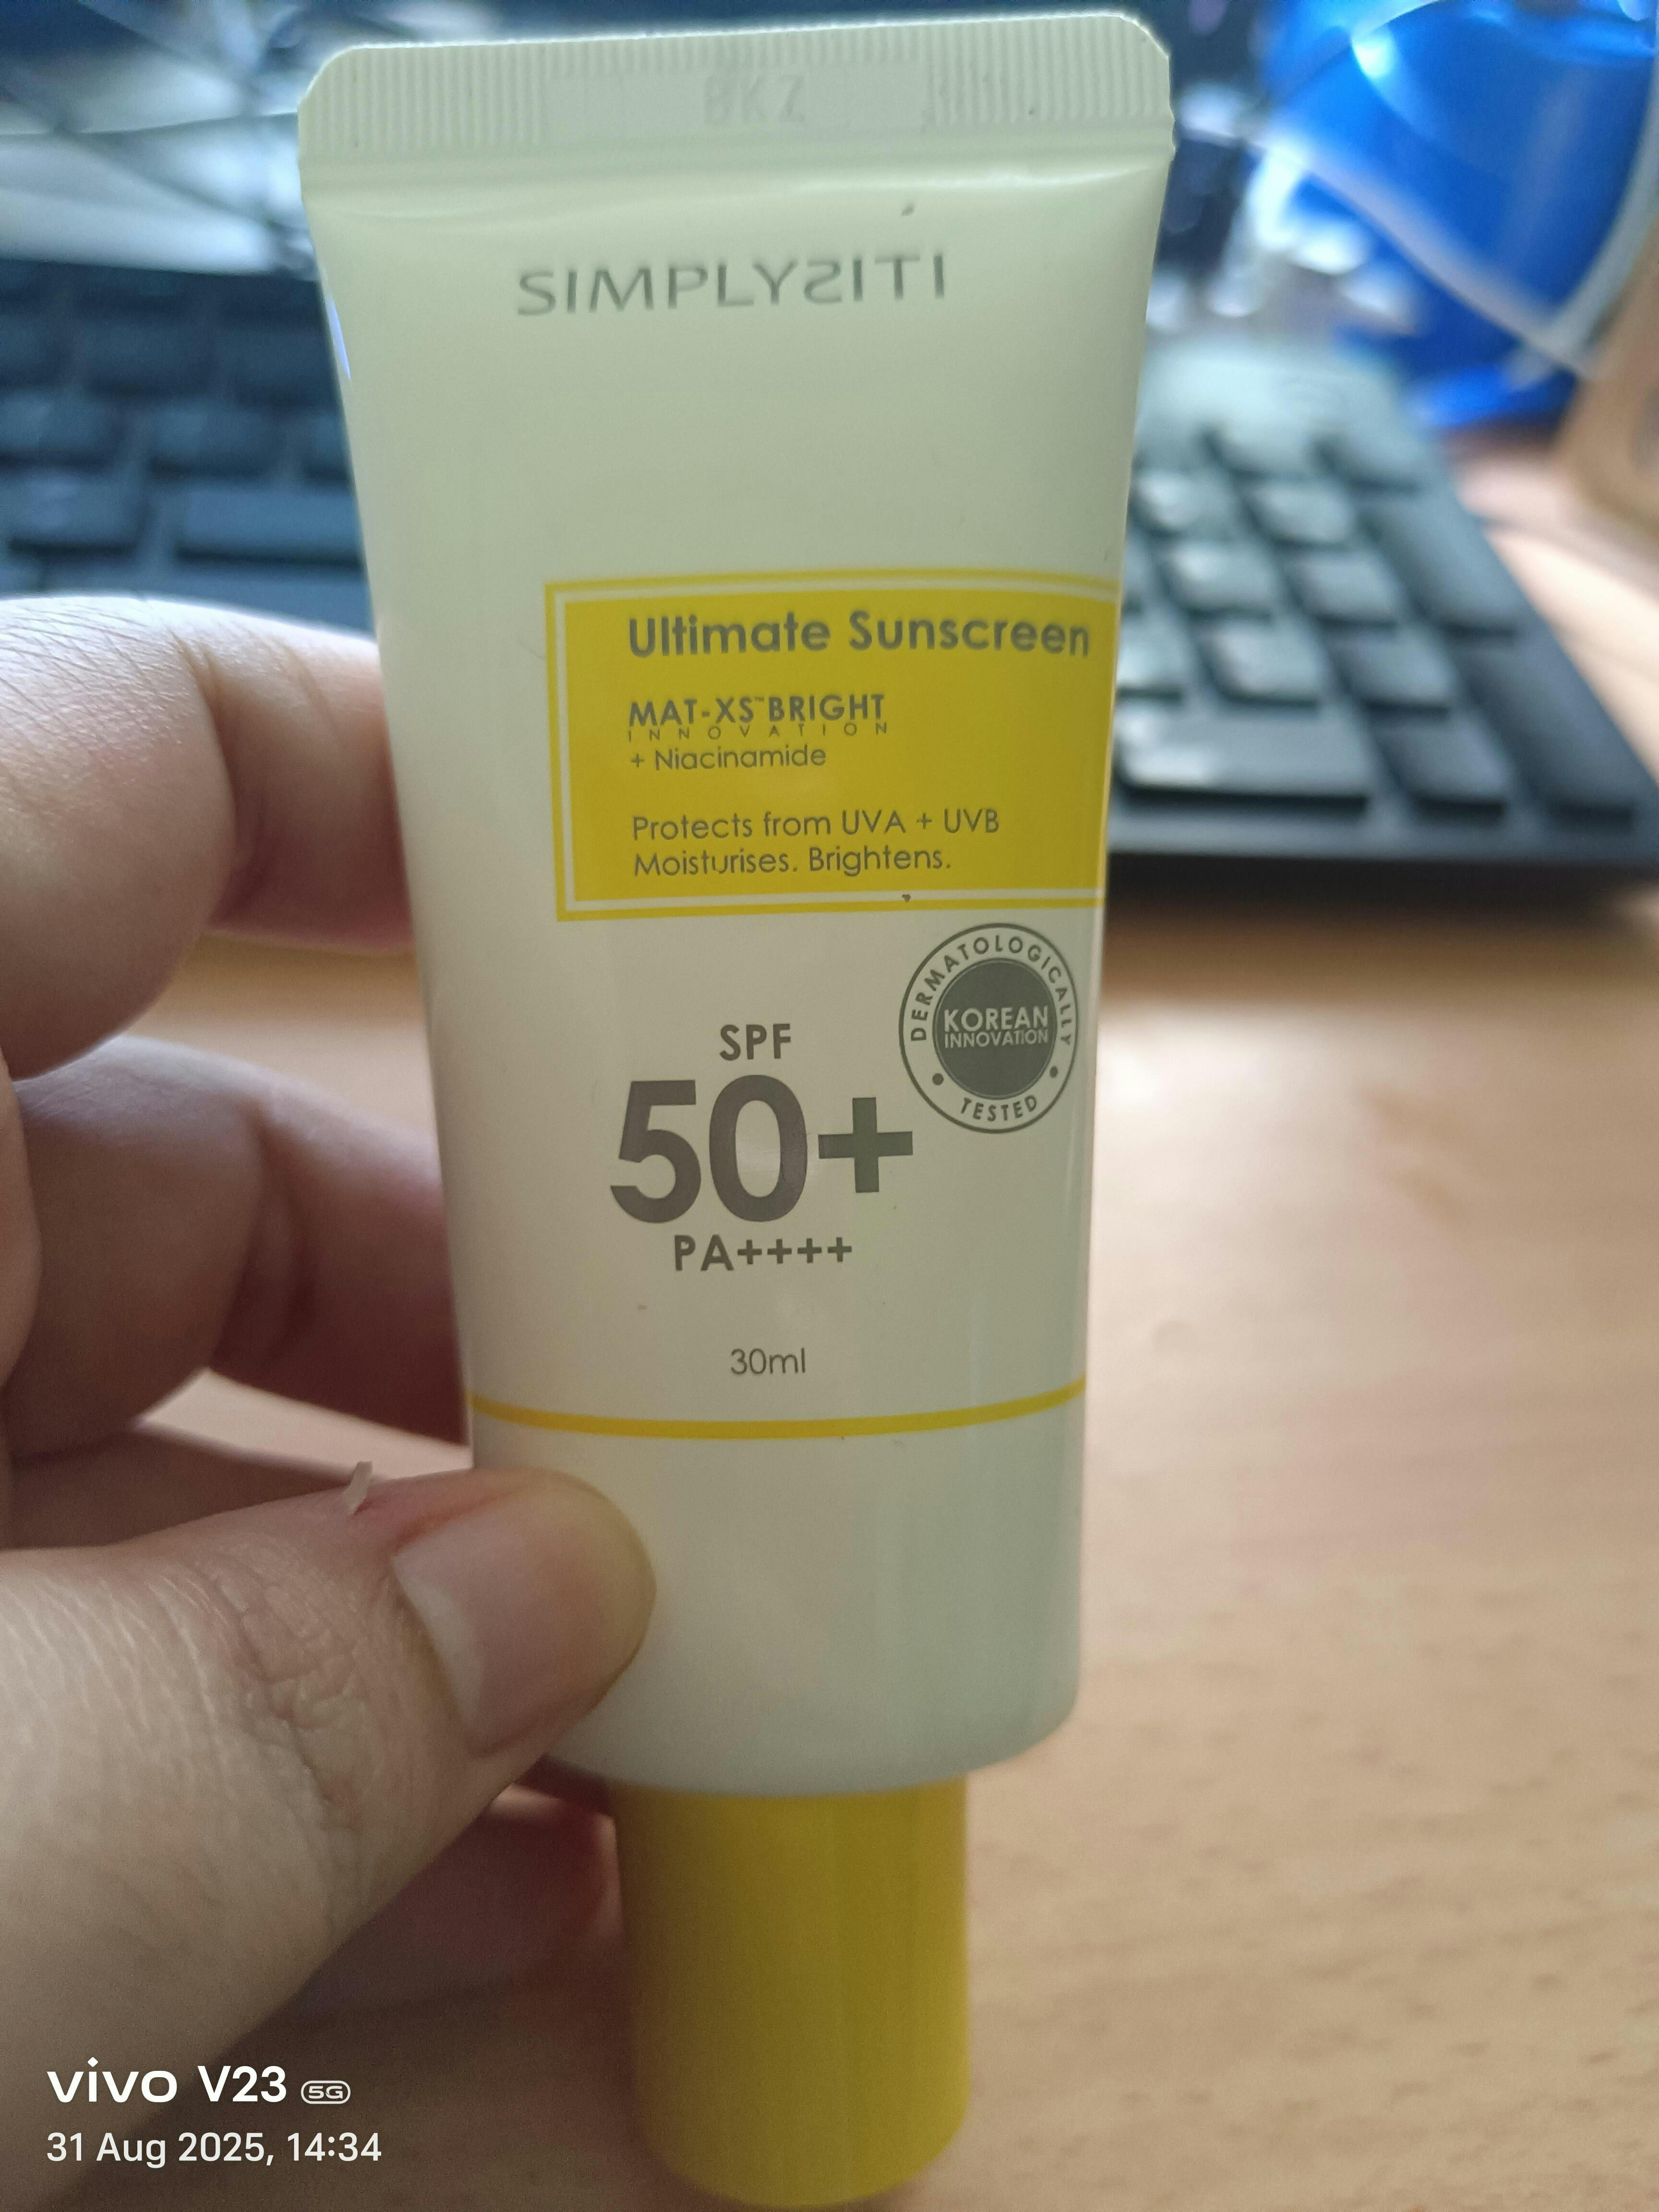 BKZ
SIMPLYSITI
Ultimate Sunscreen
MAT-XS™BRIGHT
INNOVATION
+ Niacinamide
Protects from UVA + UVB
Moisturises. Brightens.
DERMATOLOGICALLY
KOREAN
INNOVATION
• TESTED •
SPF
50+
PA++++
30ml
vivo V23 5G
31 Aug 2025, 14:34